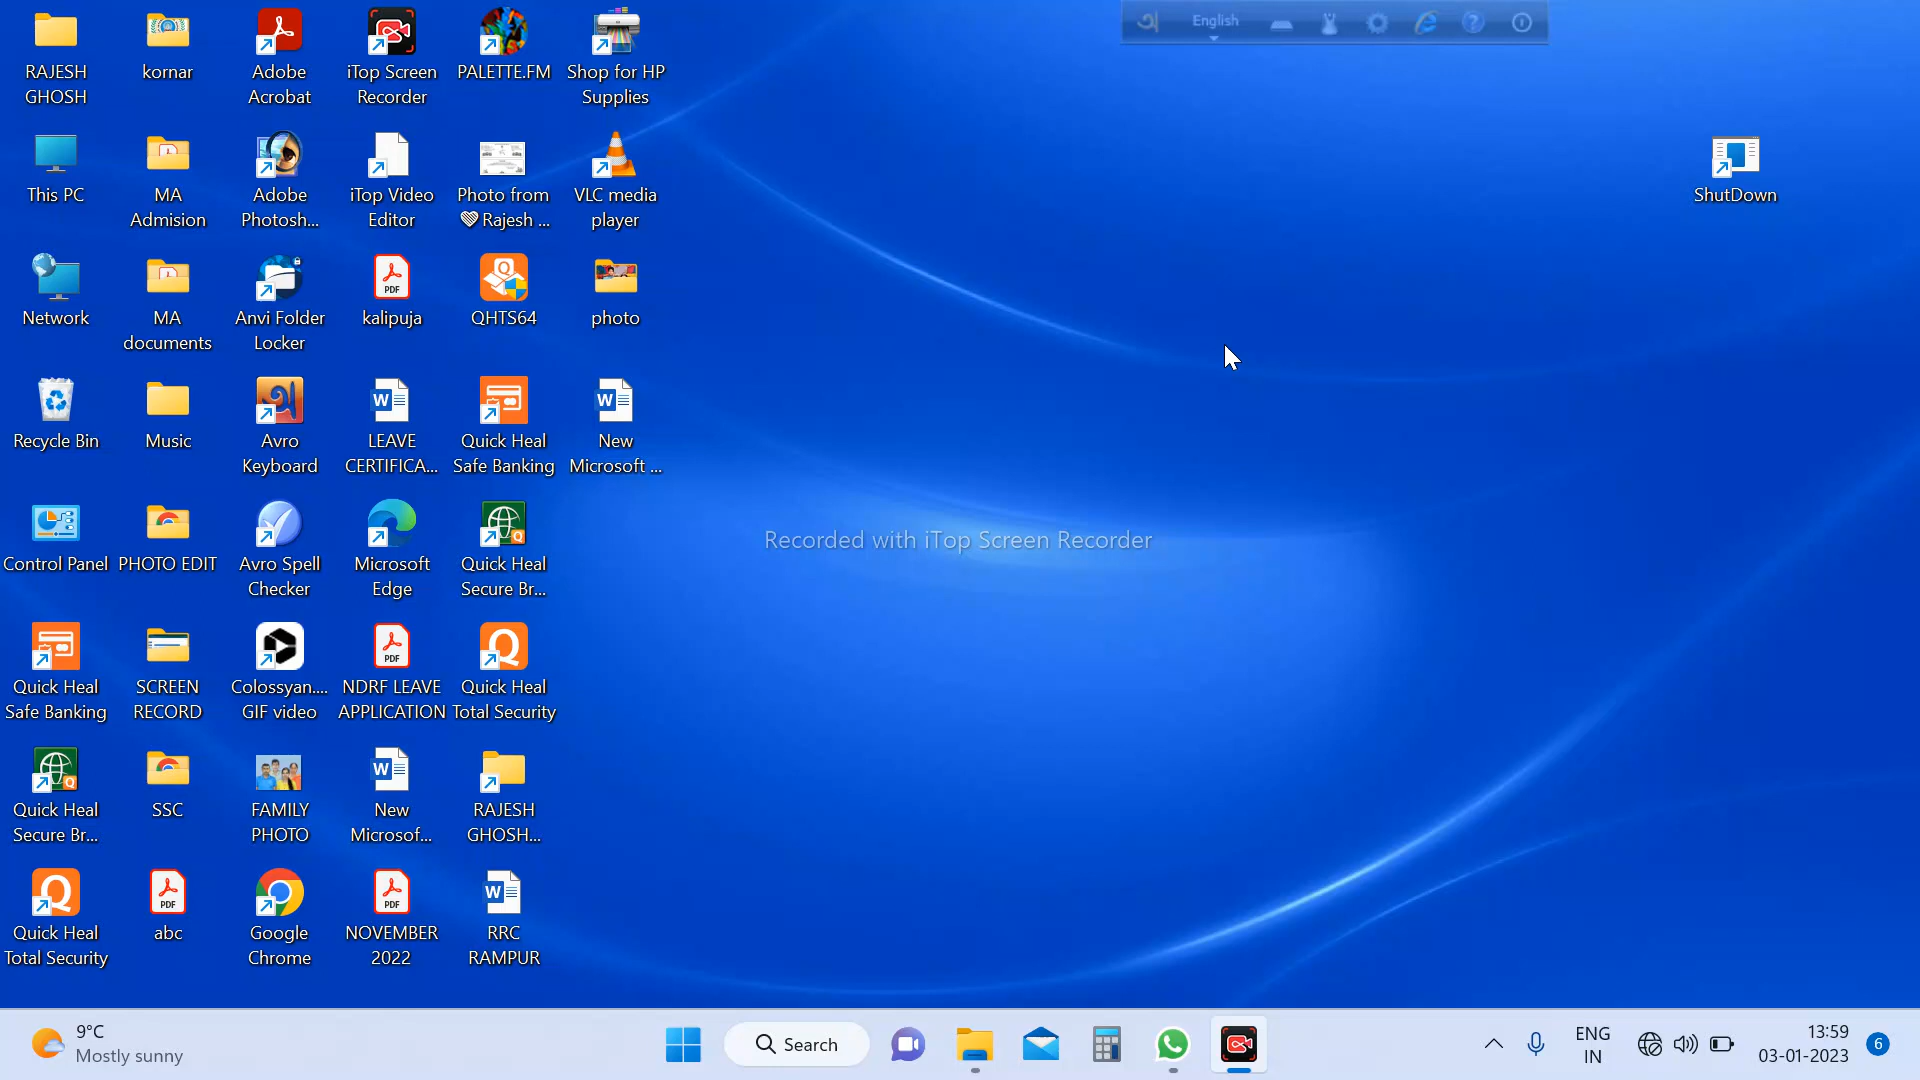 RAJESH
GHOSH
kornar
Adobe
Acrobat
iTop Screen
Recorder
PALETTE.FM
Shop for HP
Supplies
English
This PC
MA
Admision
Adobe
Photosh...
iTop Video
Editor
Photo from
🤍Rajesh ...
VLC media
player
ShutDown
Network
MA
documents
Anvi Folder
Locker
PDF
kalipuja
QHTS64
photo
Recycle Bin
Music
Avro
Keyboard
LEAVE
CERTIFICA...
Quick Heal
Safe Banking
New
Microsoft ...
Recorded with iTop Screen Recorder
Control Panel
PHOTO EDIT
Avro Spell
Checker
Microsoft
Edge
Quick Heal
Secure Br...
Quick Heal
Safe Banking
SCREEN
RECORD
Colossyan....
GIF video
PDF
NDRF LEAVE
APPLICATION
Quick Heal
Total Security
Quick Heal
Secure Br...
SSC
FAMILY
PHOTO
New
Microsof...
RAJESH
GHOSH...
Quick Heal
Total Security
PDF
abc
Google
Chrome
PDF
NOVEMBER
2022
RRC
RAMPUR
9°C
Mostly sunny
Search
ENG
IN
13:59
03-01-2023
6